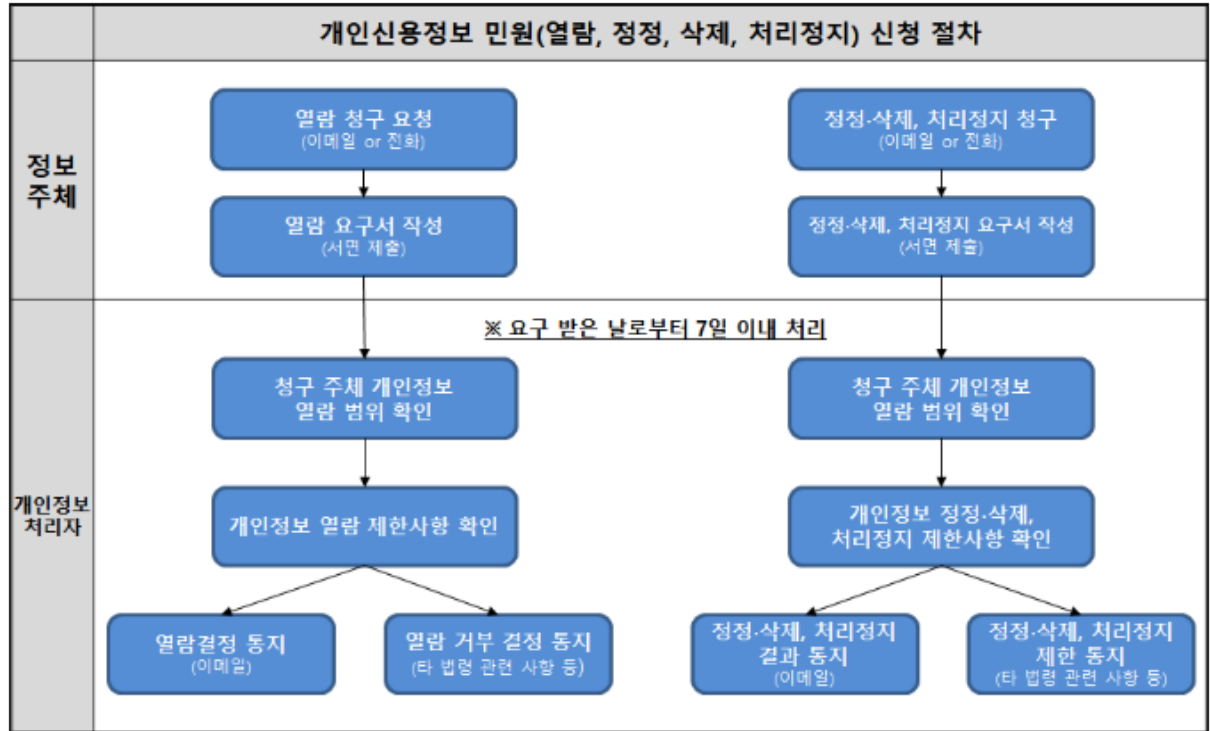 개인신용정보 민원(열람, 정정, 삭제, 처리정지) 신청 절차
정보
주체
열람 청구 요청
(이메일 or 전화)
정정·삭제, 처리정지 청구
(이메일 or 전화)
열람 요구서 작성
(서면 제출)
정정·삭제, 처리정지 요구서 작성
(서면 제출)
개인정보
처리자
※ 요구 받은 날로부터 7일 이내 처리
청구 주체 개인정보
열람 범위 확인
청구 주체 개인정보
열람 범위 확인
개인정보 열람 제한사항 확인
개인정보 정정·삭제,
처리정지 제한사항 확인
열람결정 통지
(이메일)
열람 거부 결정 통지
(타 법령 관련 사항 등)
정정·삭제, 처리정지
결과 통지
(이메일)
정정·삭제, 처리정지
제한 통지
(타 법령 관련 사항 등)